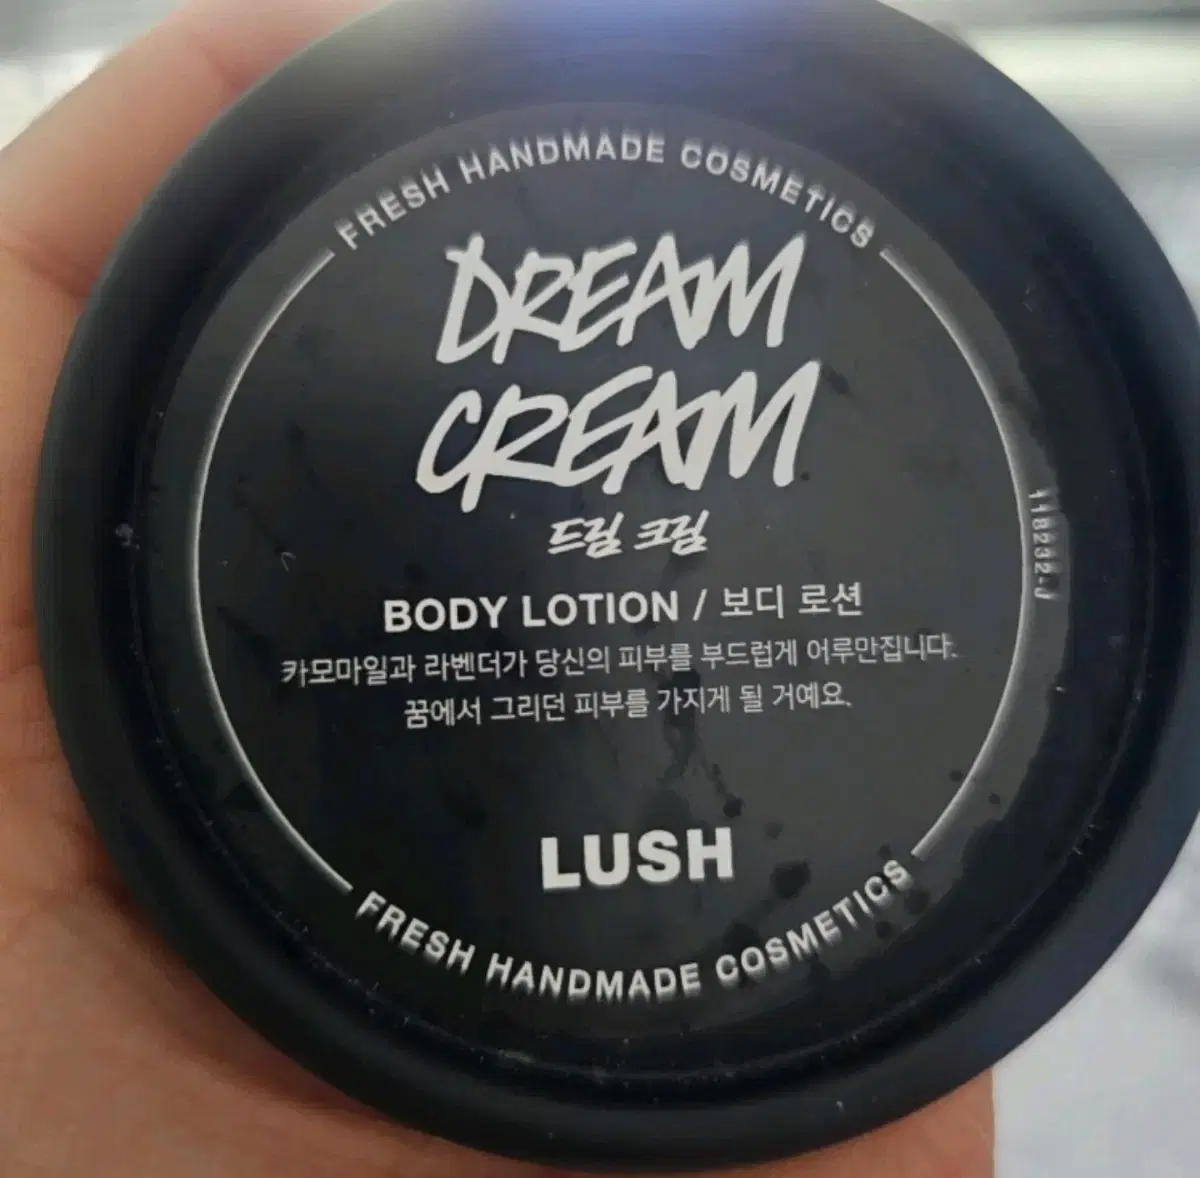 FRESH HANDMADE COSMETICS
DREAM
CREAM
드림 크림
BODY LOTION / 보디 로션
카모마일과 라벤더가 당신의 피부를 부드럽게 어루만집니다.
꿈에서 그리던 피부를 가지게 될 거예요.
LUSH
FRESH HANDMADE COSMETICS
118232-J